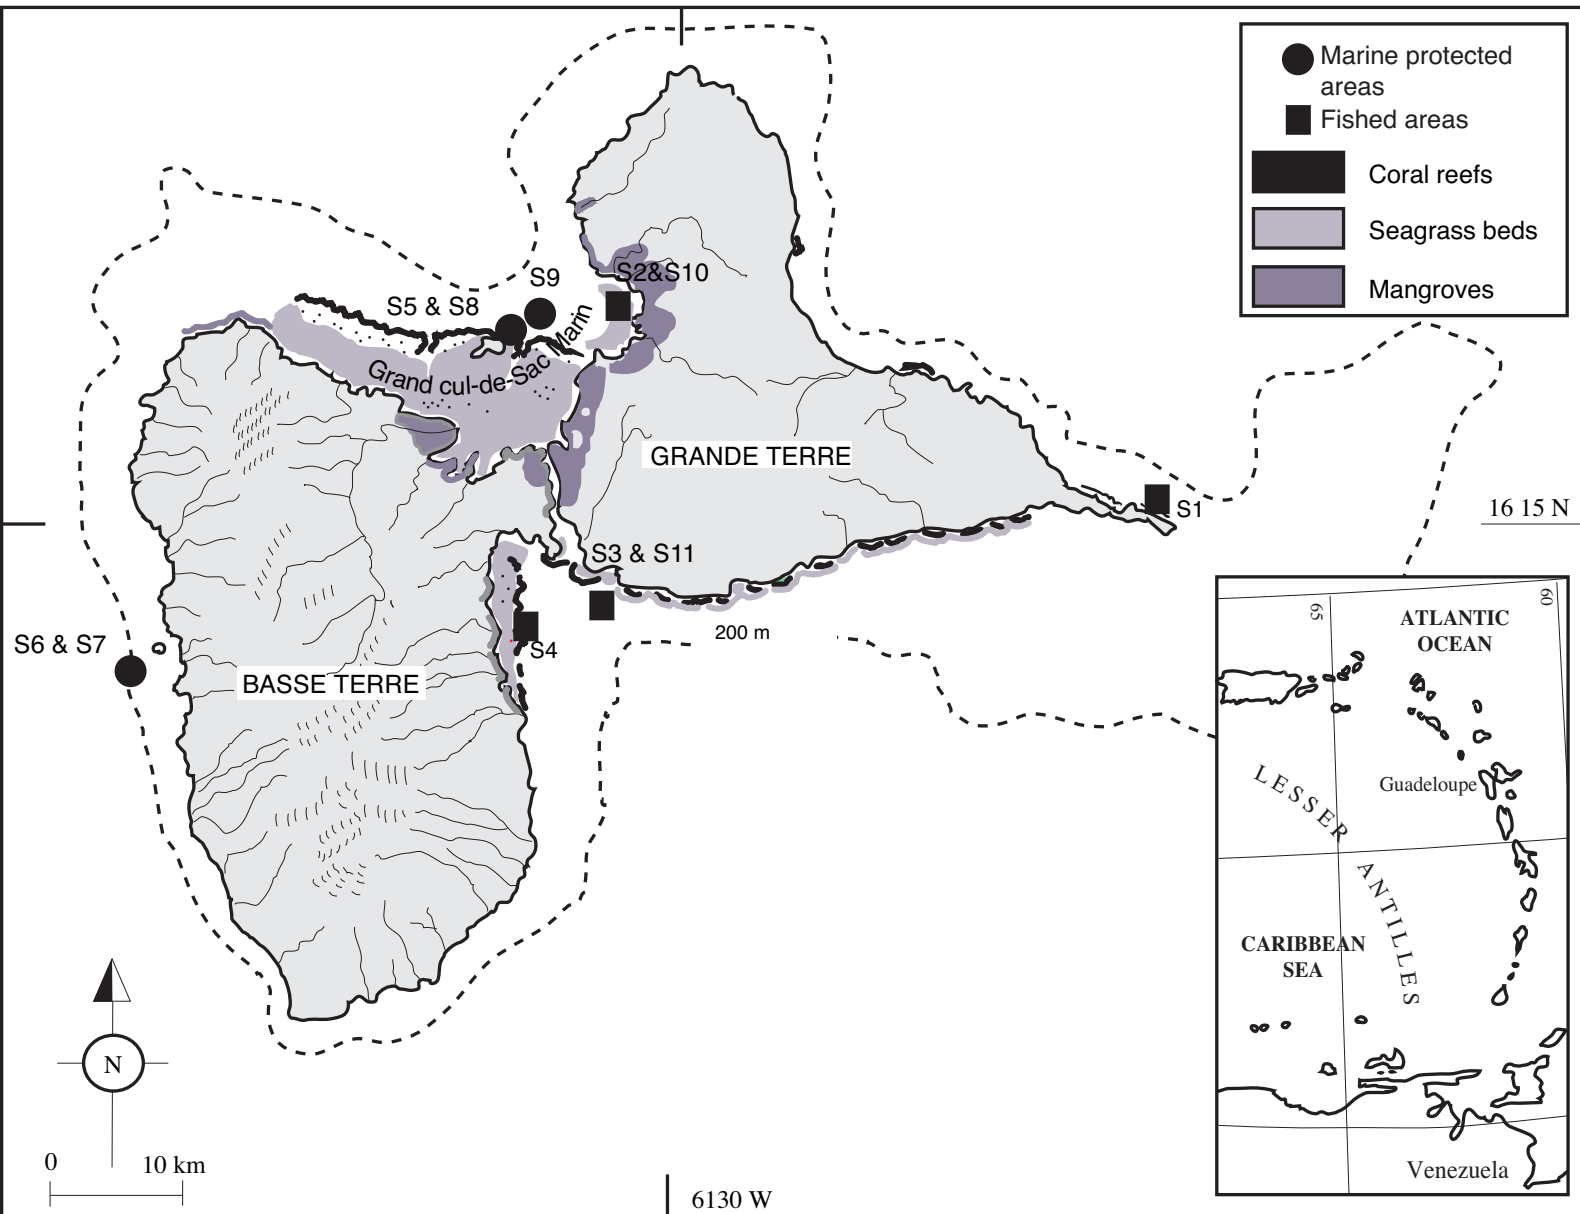 Marine protected
areas
Fished areas
Coral reefs
Seagrass beds
Mangroves
S9
S2&S10
S5 & S8
Grand cul-de-Sac Marin
GRANDE TERRE
S1
16 15 N
S3 & S11
200 m
S4
S6 & S7
BASSE TERRE
65
60
ATLANTIC
OCEAN
Guadeloupe
LESSER
ANTILLES
CARIBBEAN
SEA
Venezuela
N
0
10 km
6130 W